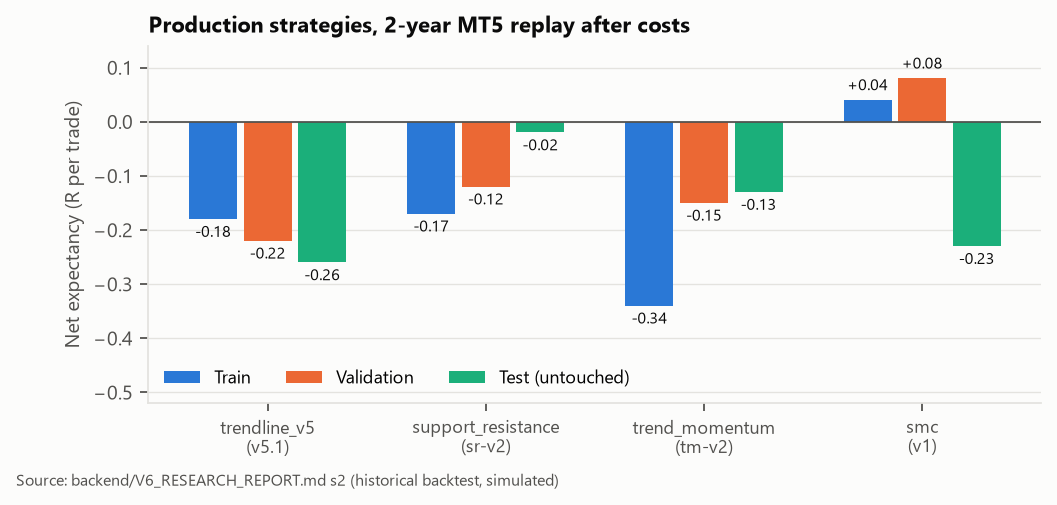 Production strategies, 2-year MT5 replay after costs
Net expectancy (R per trade)
0.1
0.0
−0.1
−0.2
−0.3
−0.4
−0.5
-0.18
-0.22
-0.26
-0.17
-0.12
-0.02
-0.34
-0.15
-0.13
+0.04
+0.08
-0.23
Train
Validation
Test (untouched)
trendline_v5
(v5.1)
support_resistance
(sr-v2)
trend_momentum
(tm-v2)
smc
(v1)
Source: backend/V6_RESEARCH_REPORT.md s2 (historical backtest, simulated)